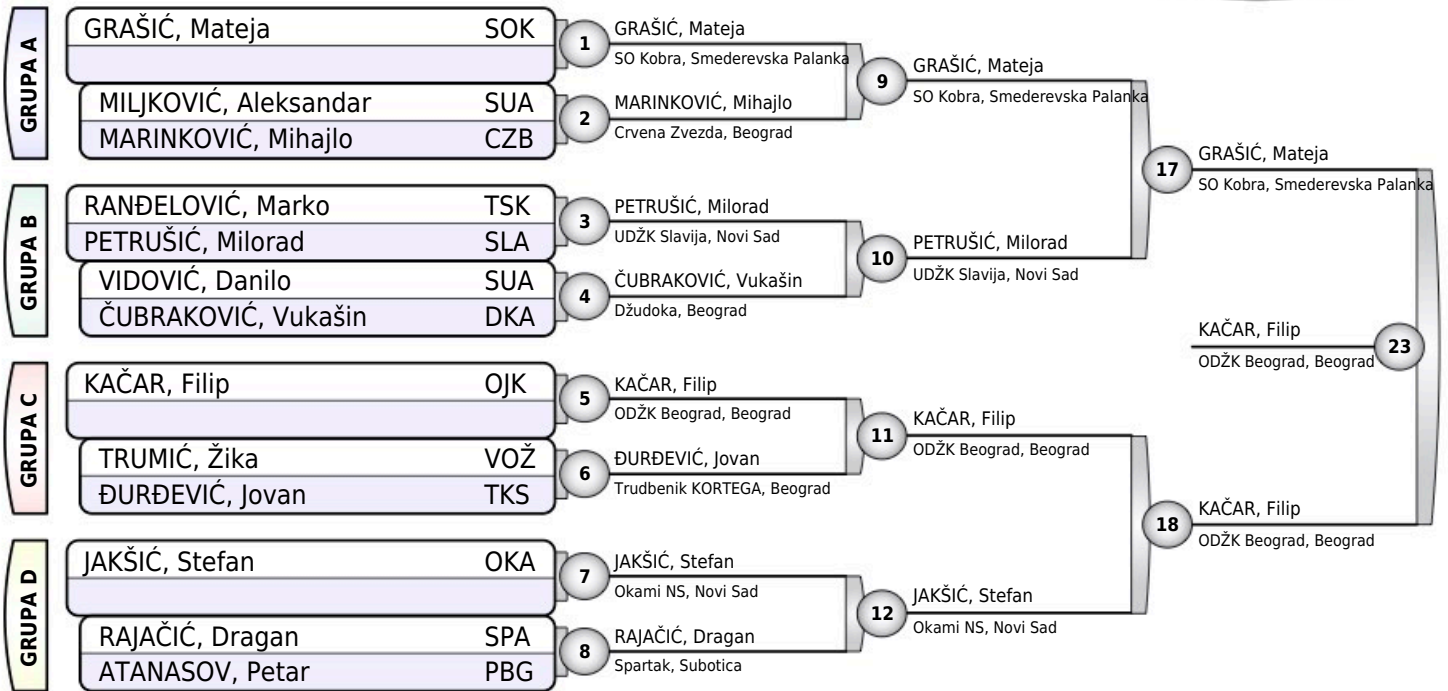 GRUPA A
GRAŠIĆ, Mateja SOK
MILJKOVIĆ, Aleksandar SUA
MARINKOVIĆ, Mihajlo CZB
GRUPA B
RANĐELOVIĆ, Marko TSK
PETRUŠIĆ, Milorad SLA
VIDOVIĆ, Danilo SUA
ČUBRAKOVIĆ, Vukašin DKA
GRUPA C
KAČAR, Filip OJK
TRUMIĆ, Žika VOŽ
ĐURĐEVIĆ, Jovan TKS
GRUPA D
JAKŠIĆ, Stefan OKA
RAJAČIĆ, Dragan SPA
ATANASOV, Petar PBG
1
GRAŠIĆ, Mateja
SO Kobra, Smederevska Palanka
2
MARINKOVIĆ, Mihajlo
Crvena Zvezda, Beograd
3
PETRUŠIĆ, Milorad
UDŽK Slavija, Novi Sad
4
ČUBRAKOVIĆ, Vukašin
Džudoka, Beograd
5
KAČAR, Filip
ODŽK Beograd, Beograd
6
ĐURĐEVIĆ, Jovan
Trudbenik KORTEGA, Beograd
7
JAKŠIĆ, Stefan
Okami NS, Novi Sad
8
RAJAČIĆ, Dragan
Spartak, Subotica
9
GRAŠIĆ, Mateja
SO Kobra, Smederevska Palanka
10
PETRUŠIĆ, Milorad
UDŽK Slavija, Novi Sad
11
KAČAR, Filip
ODŽK Beograd, Beograd
12
JAKŠIĆ, Stefan
Okami NS, Novi Sad
17
GRAŠIĆ, Mateja
SO Kobra, Smederevska Palanka
18
KAČAR, Filip
ODŽK Beograd, Beograd
KAČAR, Filip
ODŽK Beograd, Beograd
23